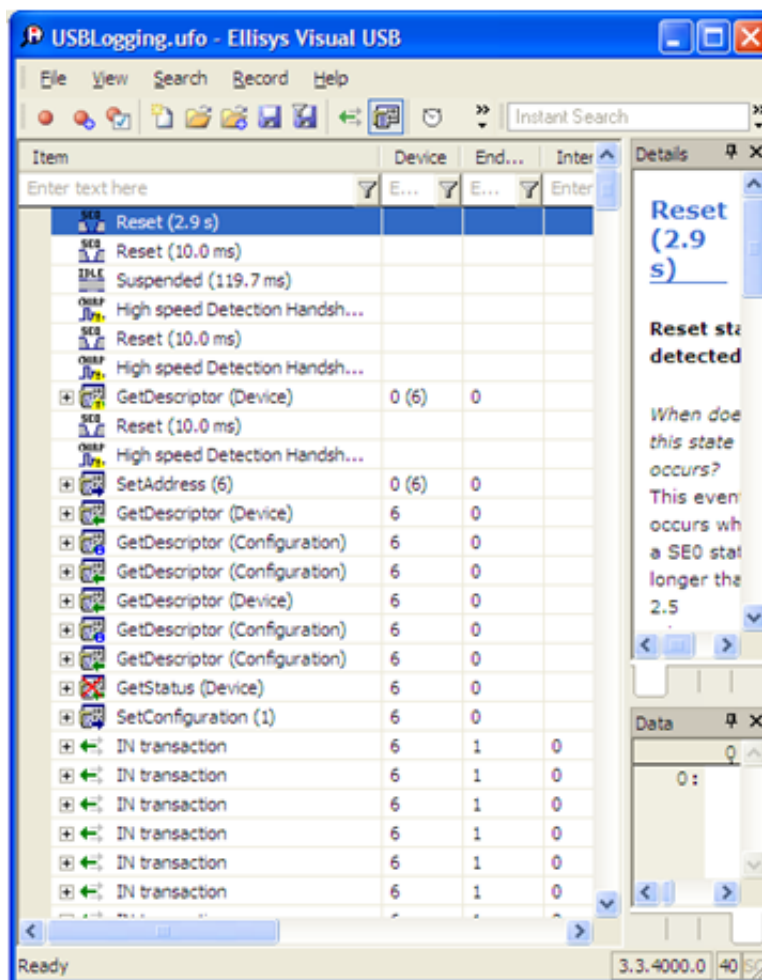 USBLogging.ufo - Ellisys Visual USB
File View Search Record Help
Instant Search
Item Device End... Inter
Enter text here E... E... Enter
Reset (2.9 s)
Reset (10.0 ms)
Suspended (119.7 ms)
High speed Detection Handsh...
Reset (10.0 ms)
High speed Detection Handsh...
GetDescriptor (Device) 0 (6) 0
Reset (10.0 ms)
High speed Detection Handsh...
SetAddress (6) 0 (6) 0
GetDescriptor (Device) 6 0
GetDescriptor (Configuration) 6 0
GetDescriptor (Configuration) 6 0
GetDescriptor (Device) 6 0
GetDescriptor (Configuration) 6 0
GetDescriptor (Configuration) 6 0
GetStatus (Device) 6 0
SetConfiguration (1) 6 0
IN transaction 6 1 0
IN transaction 6 1 0
IN transaction 6 1 0
IN transaction 6 1 0
IN transaction 6 1 0
IN transaction 6 1 0
Details
Reset
(2.9
s)
Reset sta
detected
When doe
this state
occurs?
This even
occurs wh
a SE0 stat
longer tha
2.5
Data
0
0:
Ready 3.3.4000.0 40